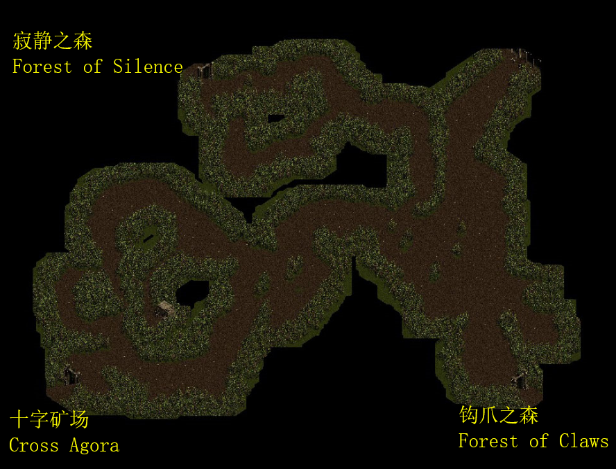 寂静之森
Forest of Silence
十字矿场
Cross Agora
钩爪之森
Forest of Claws